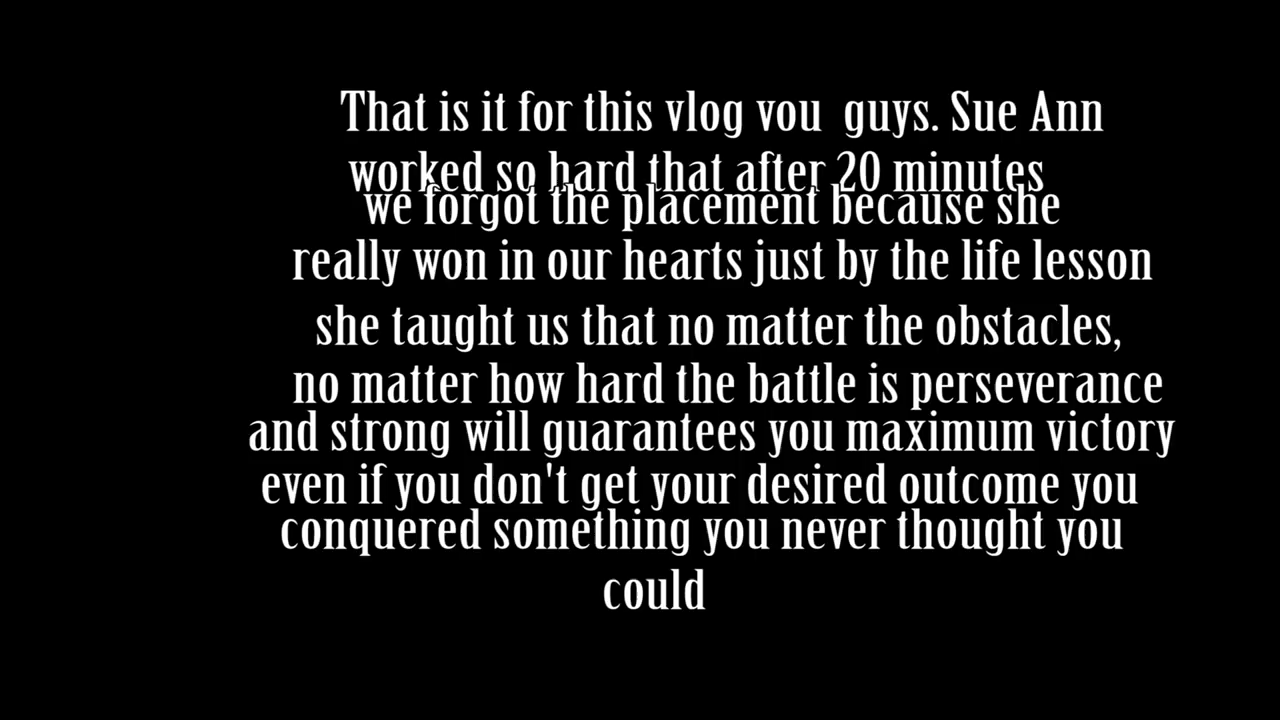 That is it for this vlog vou guys. Sue Ann
worked so hard that after 20 minutes
we forgot the placement because she
really won in our hearts just by the life lesson
she taught us that no matter the obstacles,
no matter how hard the battle is perseverance
and strong will guarantees you maximum victory
even if you don't get your desired outcome you
conquered something you never thought you
could